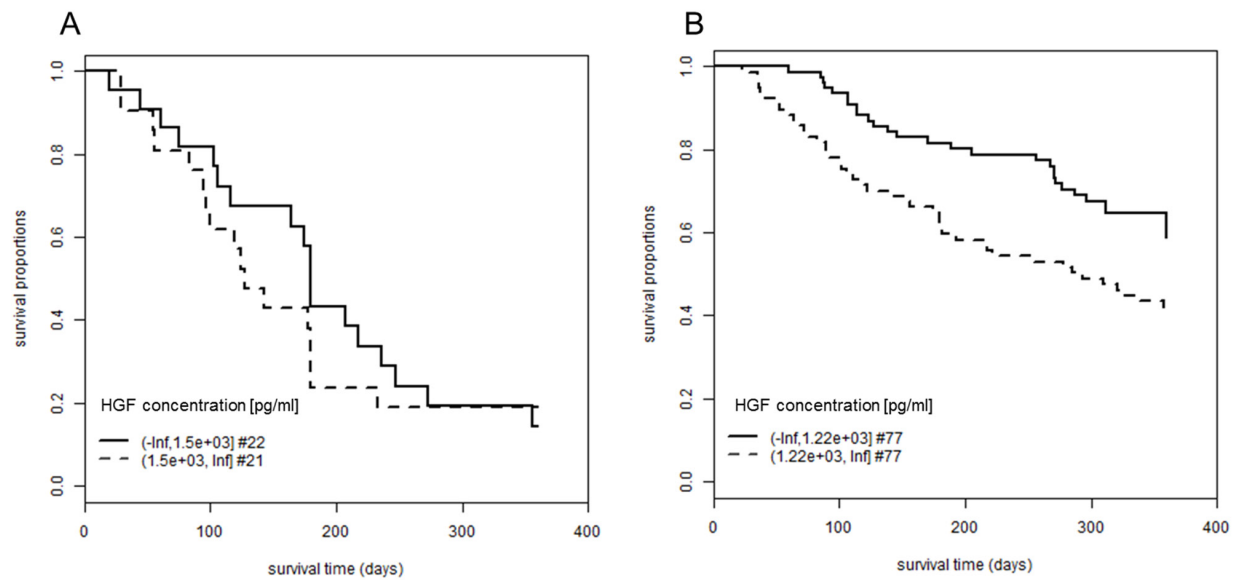 A
survival proportions
1.0
0.8
0.6
0.4
0.2
0.0
HGF concentration [pg/ml]
(-Inf,1.5e+03] #22
(1.5e+03, Inf] #21
0 100 200 300 400
survival time (days)
B
survival proportions
1.0
0.8
0.6
0.4
0.2
0.0
HGF concentration [pg/ml]
(-Inf,1.22e+03] #77
(1.22e+03, Inf] #77
0 100 200 300 400
survival time (days)